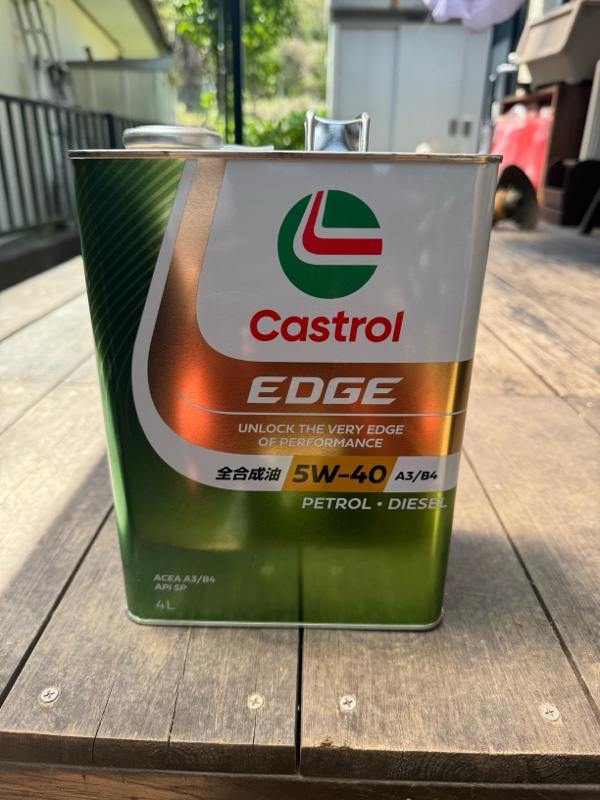 Castrol
EDGE
UNLOCK THE VERY EDGE
OF PERFORMANCE
全合成油 5W-40 A3/B4
PETROL • DIESEL
ACEA A3/B4
API SP
4L